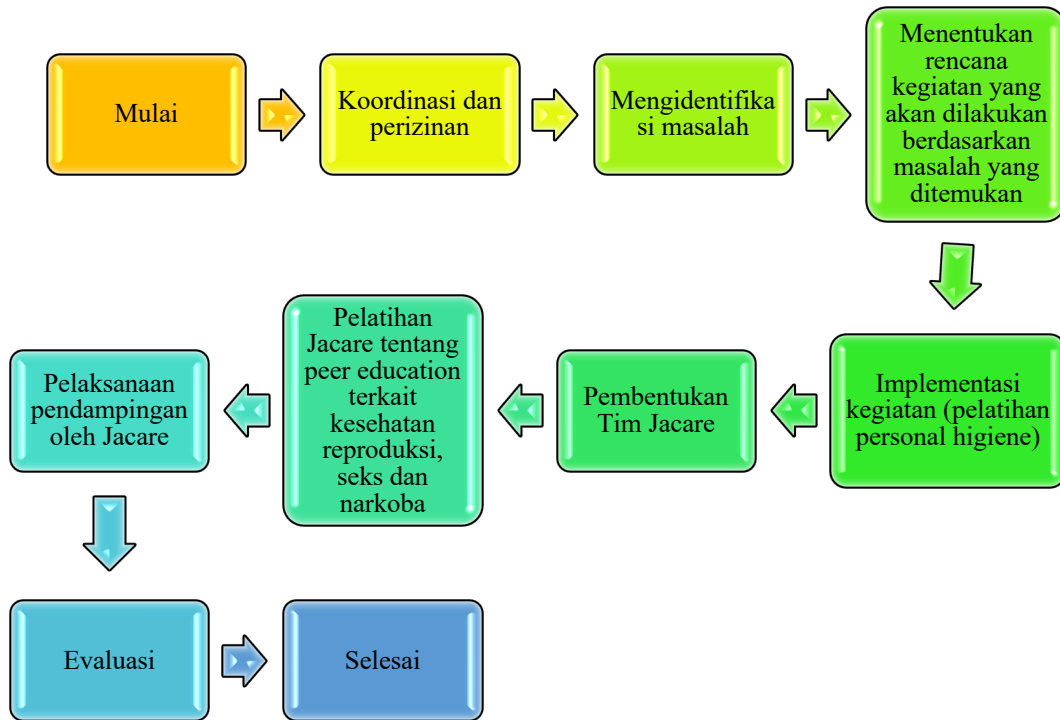 Mulai
Koordinasi dan
perizinan
Mengidentifika
si masalah
Menentukan
rencana
kegiatan yang
akan dilakukan
berdasarkan
masalah yang
ditemukan
Implementasi
kegiatan (pelatihan
personal higiene)
Pembentukan
Tim Jacare
Pelatihan
Jacare tentang
peer education
terkait
kesehatan
reproduksi,
seks dan
narkoba
Pelaksanaan
pendampingan
oleh Jacare
Evaluasi
Selesai